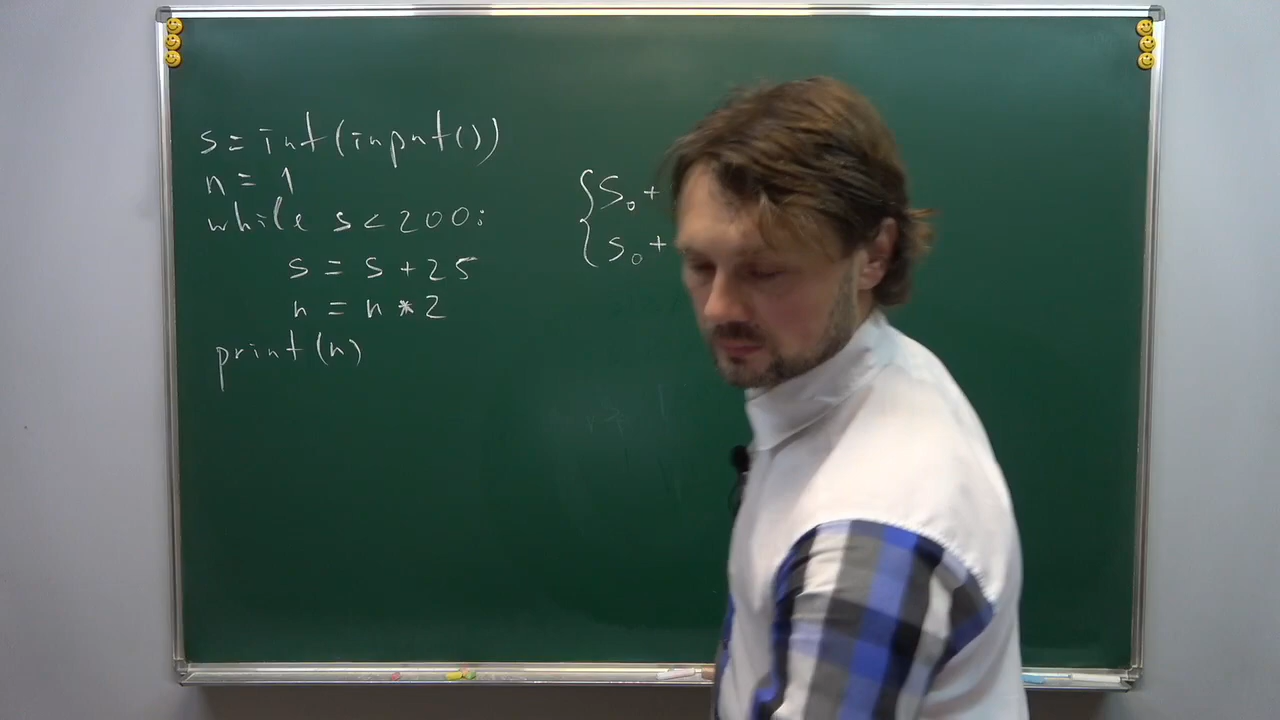 s = int(input())
n = 1
while s < 200:
s = s + 25
n = n * 2
print(n)
{ S₀ +
s₀ +